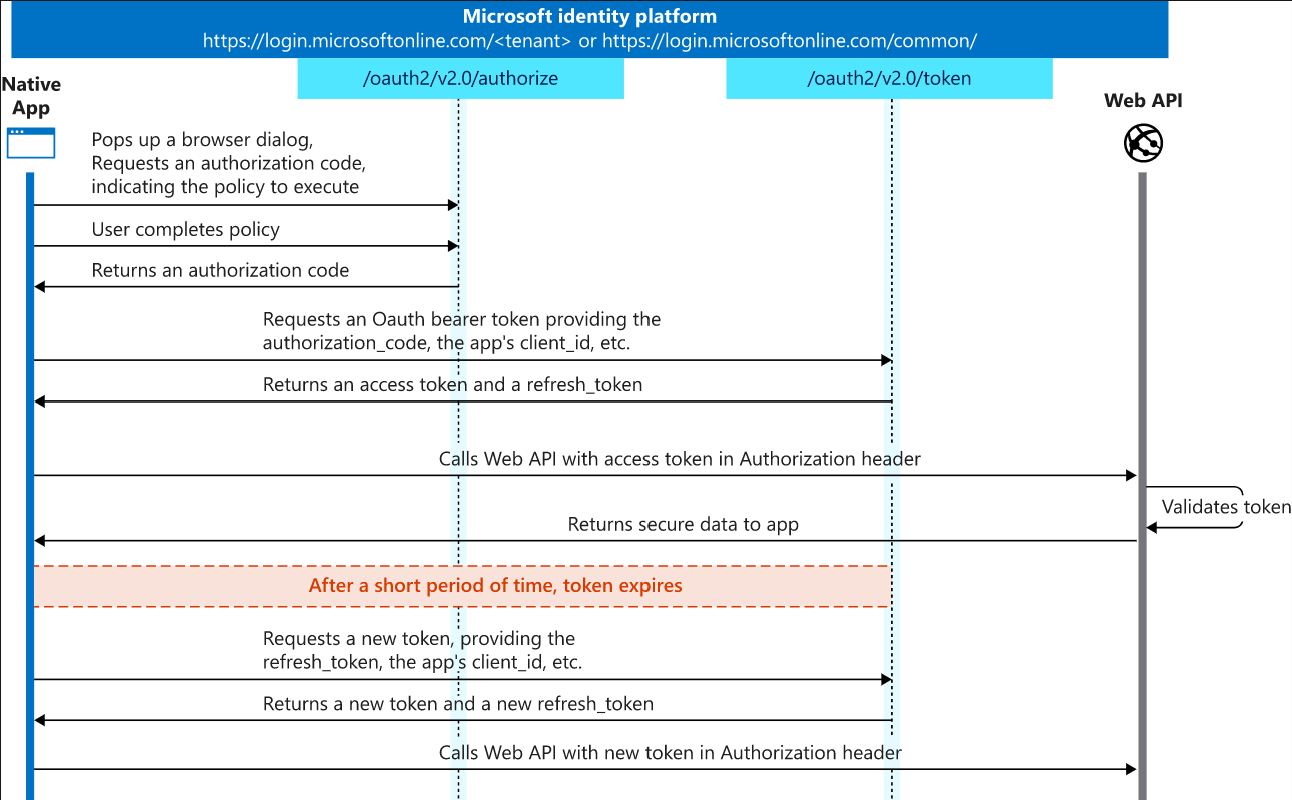 Microsoft identity platform
https://login.microsoftonline.com/<tenant> or https://login.microsoftonline.com/common/
/oauth2/v2.0/authorize
/oauth2/v2.0/token
Native
App
Web API
Pops up a browser dialog,
Requests an authorization code,
indicating the policy to execute
User completes policy
Returns an authorization code
Requests an Oauth bearer token providing the
authorization_code, the app's client_id, etc.
Returns an access token and a refresh_token
Calls Web API with access token in Authorization header
Validates token
Returns secure data to app
After a short period of time, token expires
Requests a new token, providing the
refresh_token, the app's client_id, etc.
Returns a new token and a new refresh_token
Calls Web API with new token in Authorization header